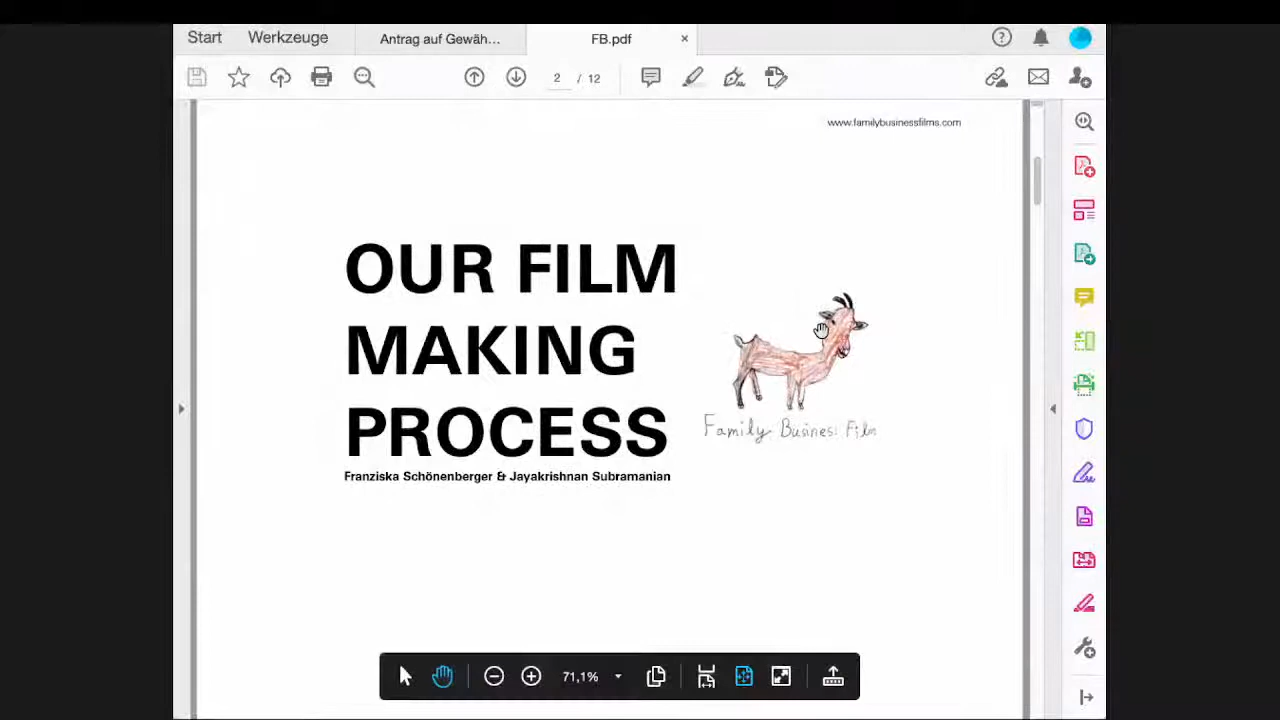 Start Werkzeuge Antrag auf Gewäh... FB.pdf ×
2 / 12
www.familybusinessfilms.com
OUR FILM
MAKING
PROCESS
Family Business Film
Franziska Schönenberger & Jayakrishnan Subramanian
71,1%